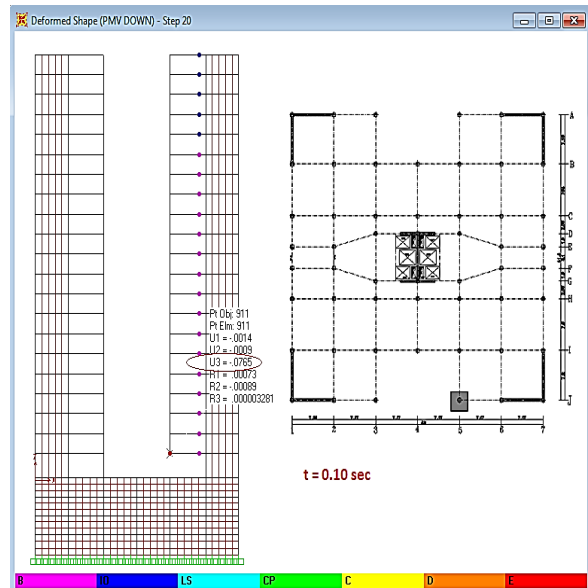 Deformed Shape (PMV DOWN) - Step 20
Pt Obj: 911
Pt Elm: 911
U1 = -.0014
U2 = -.0009
U3 = -.0765
R1 = .00073
R2 = -.00089
R3 = .000003281
A
B
C
D
H
I
J
1 2 3 4 5 6 7
t = 0.10 sec
B IO LS CP C D E